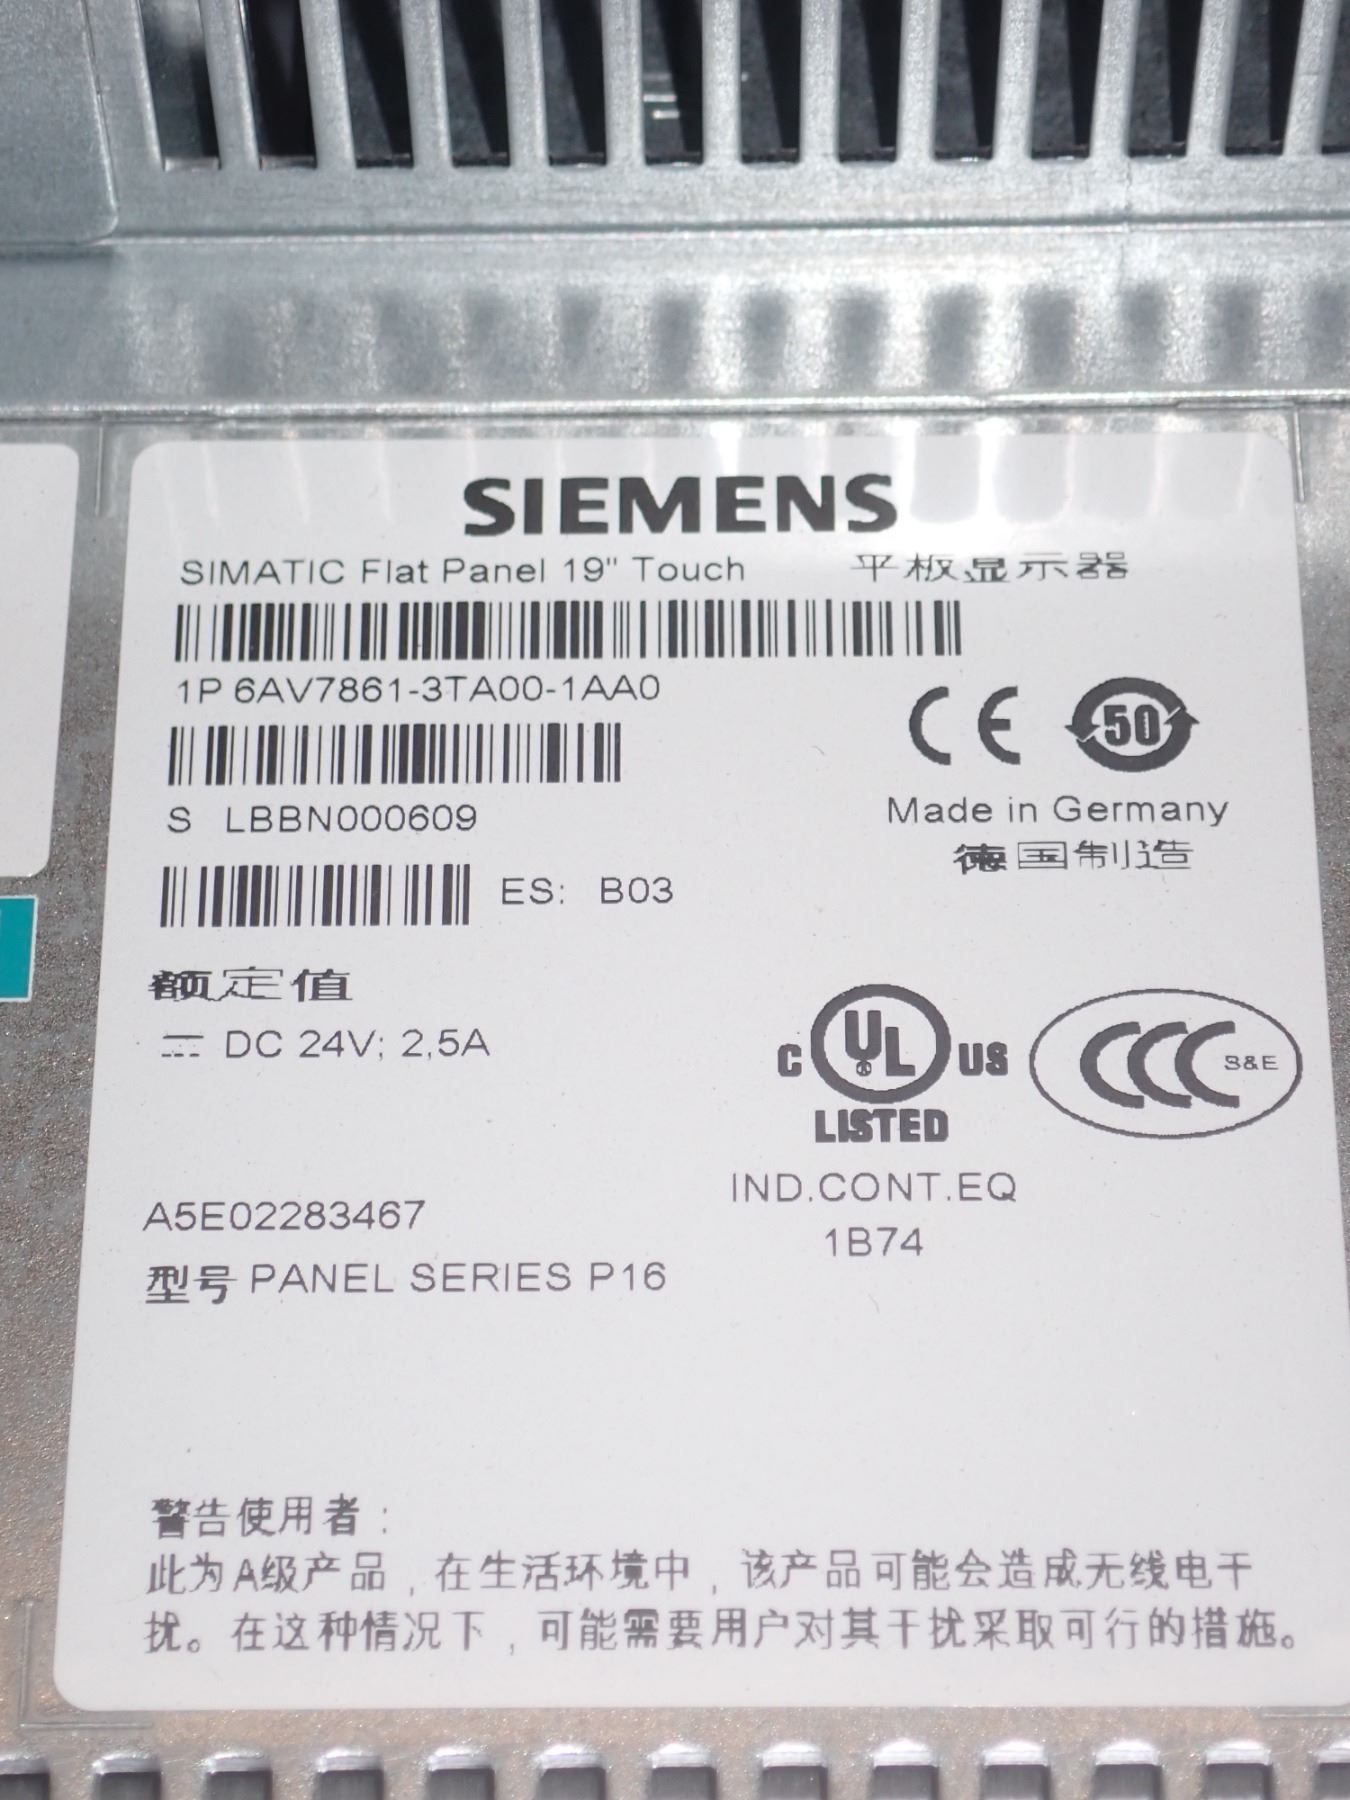 SIEMENS
SIMATIC Flat Panel 19" Touch 平板显示器
1P 6AV7861-3TA00-1AA0
CE 50
S LBBN000609
Made in Germany
德国制造
ES: B03
额定值
DC 24V; 2,5A
C UL US
LISTED
CCC S&E
IND.CONT.EQ
1B74
A5E02283467
型号 PANEL SERIES P16
警告使用者:
此为A级产品,在生活环境中,该产品可能会造成无线电干
扰。在这种情况下,可能需要用户对其干扰采取可行的措施。